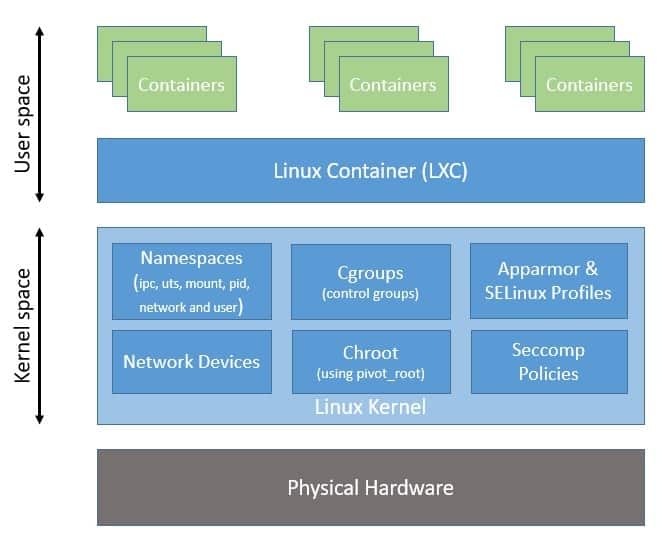 User space
Containers
Containers
Containers
Linux Container (LXC)
Kernel space
Namespaces
(ipc, uts, mount, pid,
network and user)
Cgroups
(control groups)
Apparmor &
SELinux Profiles
Network Devices
Chroot
(using pivot_root)
Seccomp
Policies
Linux Kernel
Physical Hardware